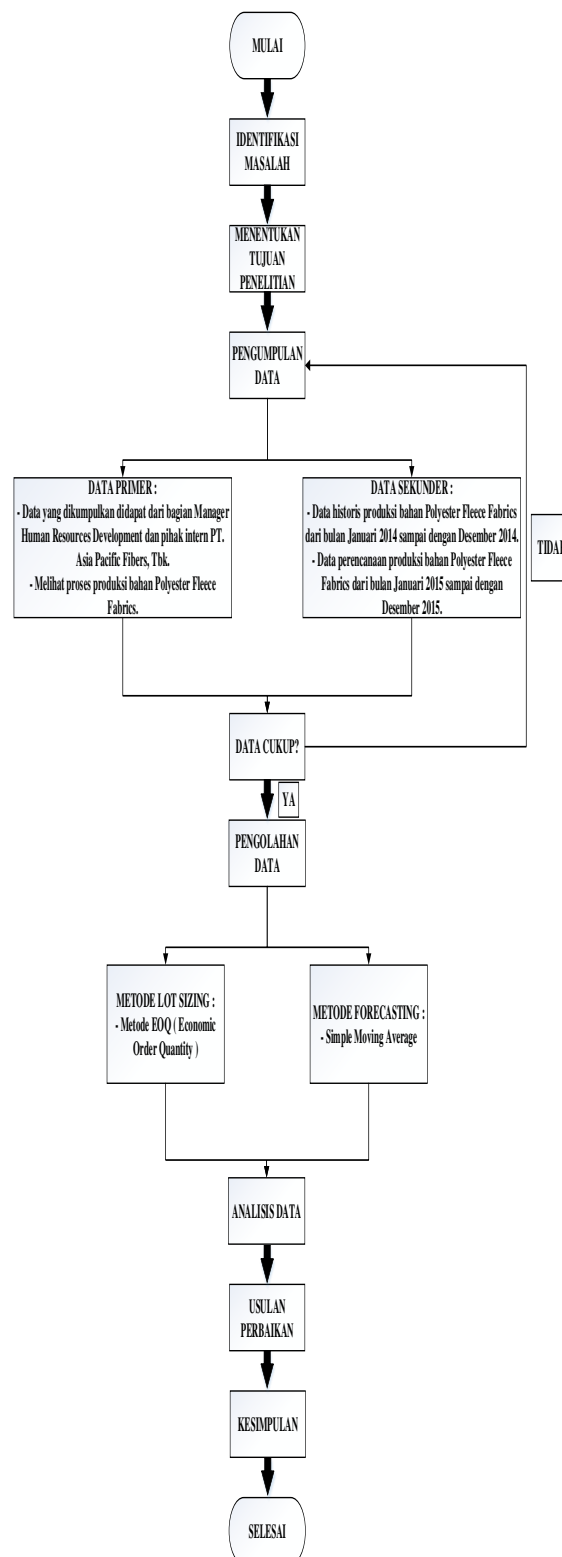 MULAI
IDENTIFIKASI
MASALAH
MENENTUKAN
TUJUAN
PENELITIAN
PENGUMPULAN
DATA
DATA PRIMER :
- Data yang dikumpulkan didapat dari bagian Manager
Human Resources Development dan pihak intern PT.
Asia Pacific Fibers, Tbk.
- Melihat proses produksi bahan Polyester Fleece
Fabrics.
DATA SEKUNDER :
- Data historis produksi bahan Polyester Fleece Fabrics
dari bulan Januari 2014 sampai dengan Desember 2014.
- Data perencanaan produksi bahan Polyester Fleece
Fabrics dari bulan Januari 2015 sampai dengan
Desember 2015.
DATA CUKUP?
YA
PENGOLAHAN
DATA
METODE LOT SIZING :
- Metode EOQ ( Economic
Order Quantity )
METODE FORECASTING :
- Simple Moving Average
ANALISIS DATA
USULAN
PERBAIKAN
KESIMPULAN
SELESAI